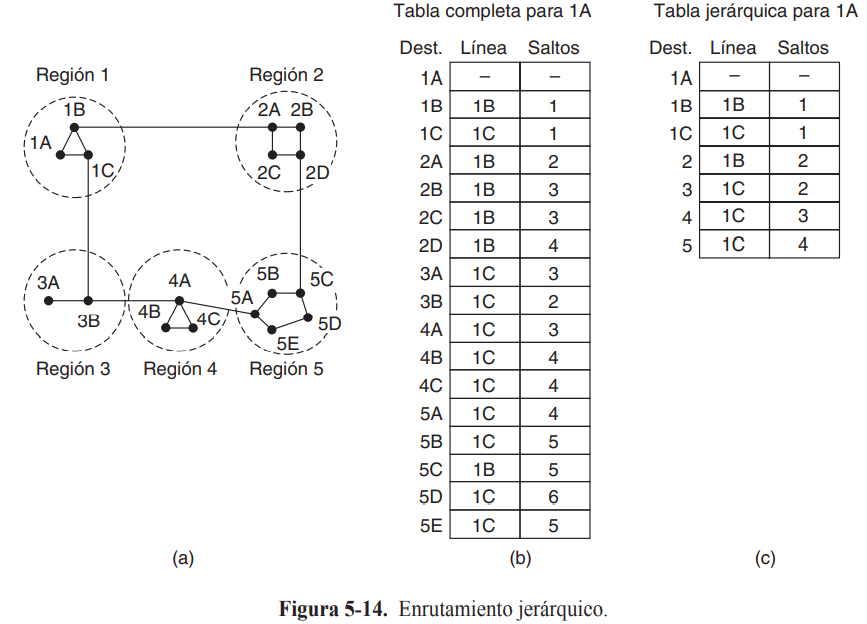 Tabla completa para 1A
Tabla jerárquica para 1A
Región 1
Región 2
1B
1A
1C
2A 2B
2C 2D
3A
3B
4A
4B 4C
5B
5C
5A
5D
5E
Región 3 Región 4 Región 5
(a)
Dest. Línea Saltos
1A – –
1B 1B 1
1C 1C 1
2A 1B 2
2B 1B 3
2C 1B 3
2D 1B 4
3A 1C 3
3B 1C 2
4A 1C 3
4B 1C 4
4C 1C 4
5A 1C 4
5B 1C 5
5C 1B 5
5D 1C 6
5E 1C 5
(b)
Dest. Línea Saltos
1A – –
1B 1B 1
1C 1C 1
2 1B 2
3 1C 2
4 1C 3
5 1C 4
(c)
Figura 5-14. Enrutamiento jerárquico.